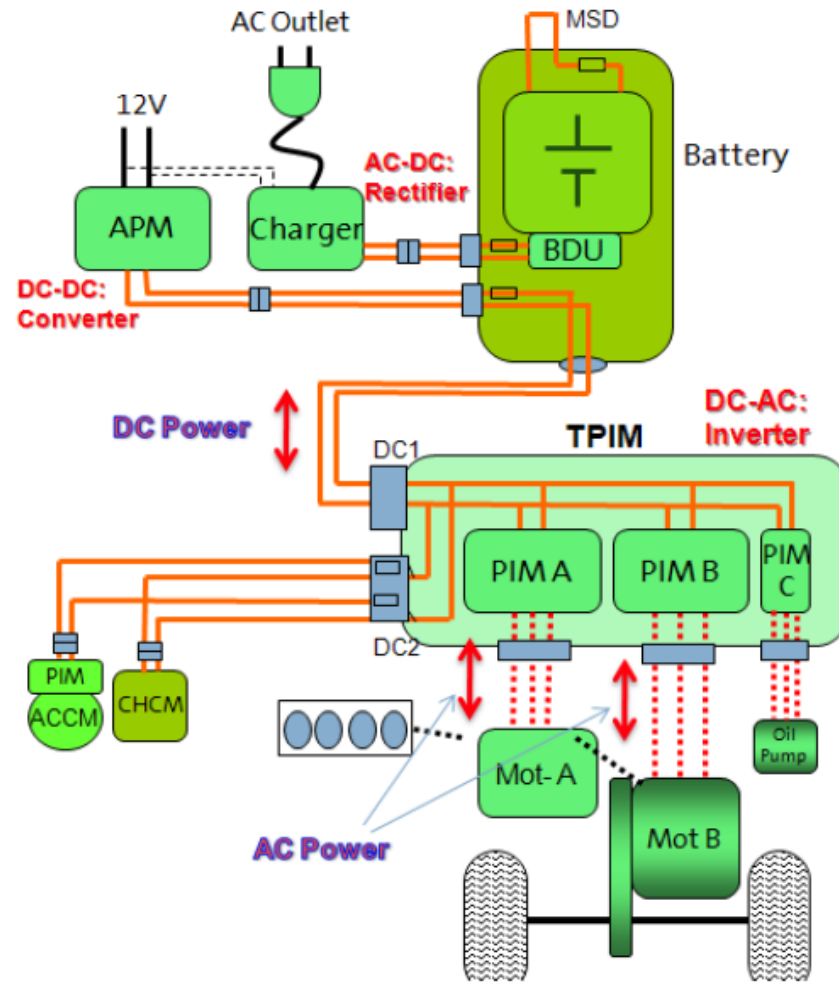 AC Outlet
MSD
12V
AC-DC:
Rectifier
Battery
APM
Charger
BDU
DC-DC:
Converter
DC Power
DC-AC:
Inverter
TPIM
DC1
PIM A
PIM B
PIM
C
DC2
PIM
ACCM
CHCM
Oil
Pump
Mot- A
AC Power
Mot B